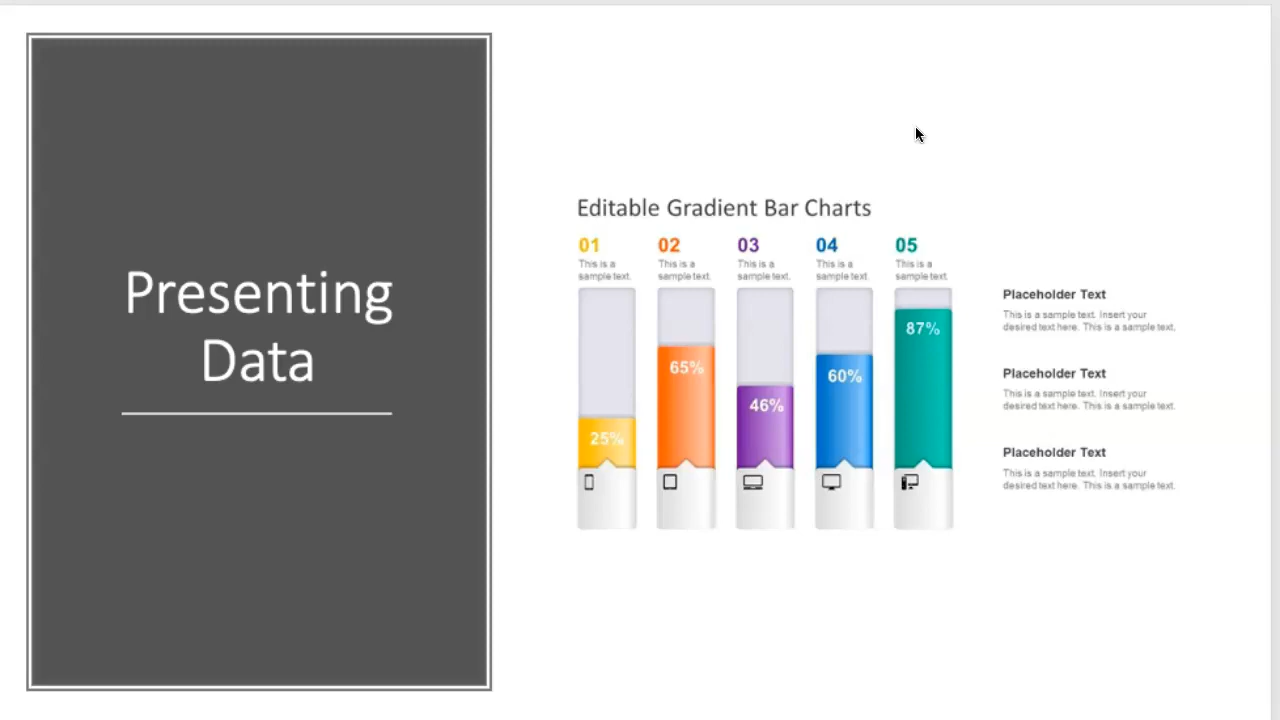 Presenting
Data
Editable Gradient Bar Charts
01
This is a
sample text.
02
This is a
sample text.
03
This is a
sample text.
04
This is a
sample text.
05
This is a
sample text.
25%
65%
46%
60%
87%
Placeholder Text
This is a sample text. Insert your
desired text here. This is a sample text.
Placeholder Text
This is a sample text. Insert your
desired text here. This is a sample text.
Placeholder Text
This is a sample text. Insert your
desired text here. This is a sample text.